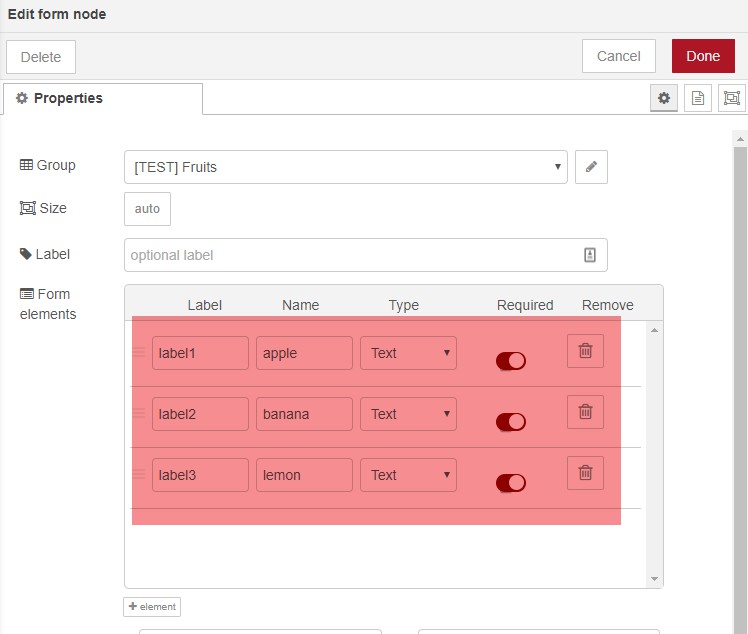 Edit form node
Delete
Cancel
Done
Properties
Group
[TEST] Fruits
Size
auto
Label
optional label
Form elements
Label Name Type Required Remove
label1 apple Text
label2 banana Text
label3 lemon Text
+ element